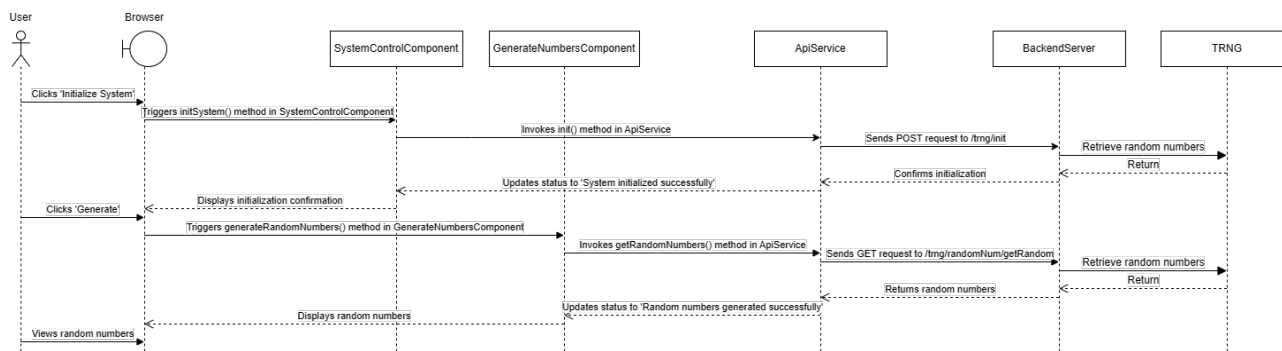 User
Browser
SystemControlComponent
GenerateNumbersComponent
ApiService
BackendServer
TRNG
Clicks 'Initialize System'
Triggers initSystem() method in SystemControlComponent
Invokes init() method in ApiService
Sends POST request to /trng/init
Retrieve random numbers
Return
Confirms initialization
Updates status to 'System initialized successfully'
Displays initialization confirmation
Clicks 'Generate'
Triggers generateRandomNumbers() method in GenerateNumbersComponent
Invokes getRandomNumbers() method in ApiService
Sends GET request to /trng/randomNum/getRandom
Retrieve random numbers
Return
Returns random numbers
Updates status to 'Random numbers generated successfully'
Displays random numbers
Views random numbers